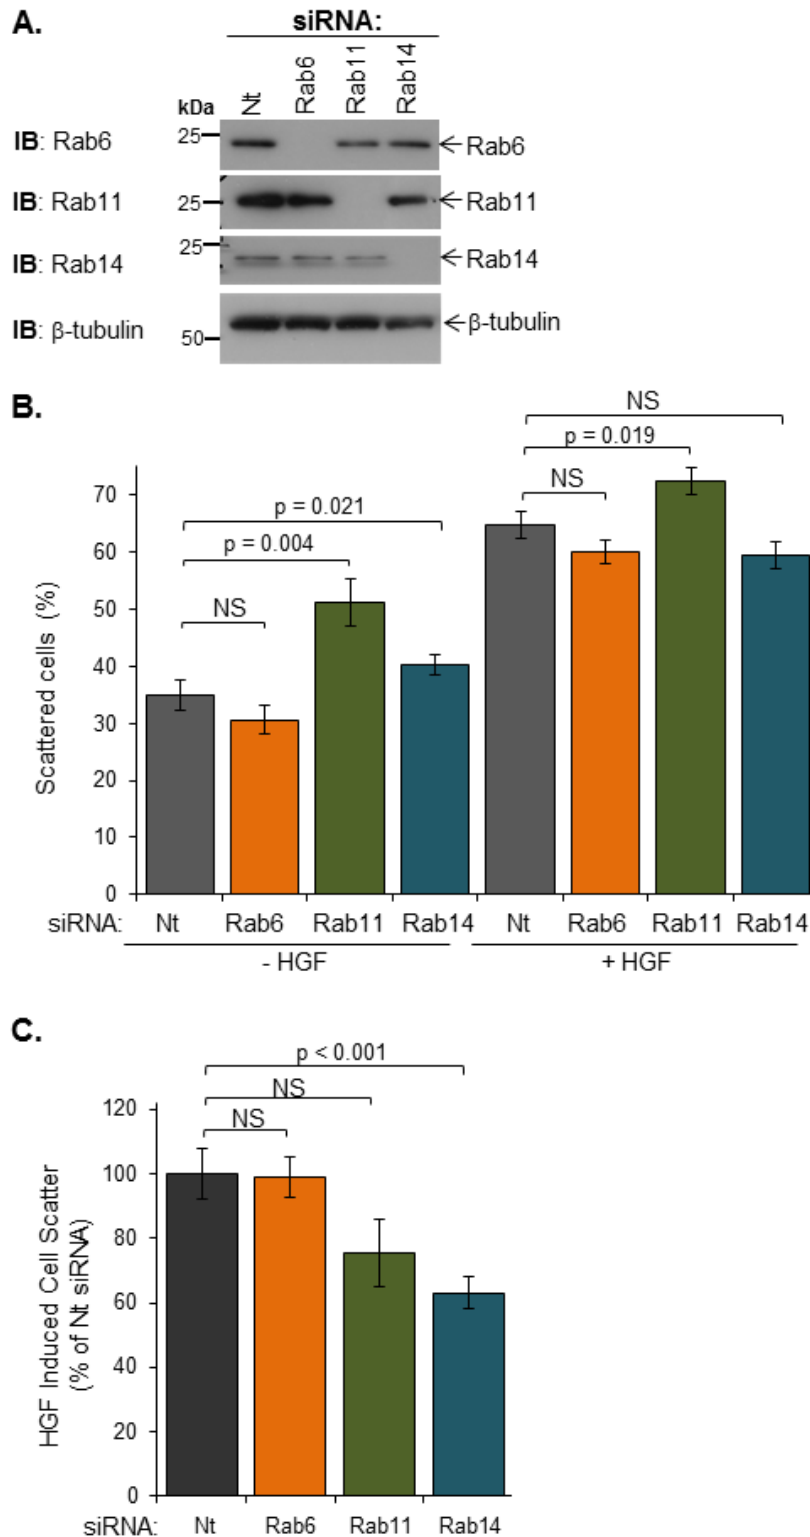 A.
siRNA:
kDa Nt Rab6 Rab11 Rab14
IB: Rab6 25 Rab6
IB: Rab11 25 Rab11
IB: Rab14 25 Rab14
IB: β-tubulin 50 β-tubulin
B.
NS
p = 0.019
NS
p = 0.021
p = 0.004
NS
Scattered cells (%)
70
60
50
40
30
20
10
0
siRNA: Nt Rab6 Rab11 Rab14 Nt Rab6 Rab11 Rab14
- HGF + HGF
C.
p < 0.001
NS
NS
HGF Induced Cell Scatter
(% of Nt siRNA)
120
100
80
60
40
20
0
siRNA: Nt Rab6 Rab11 Rab14